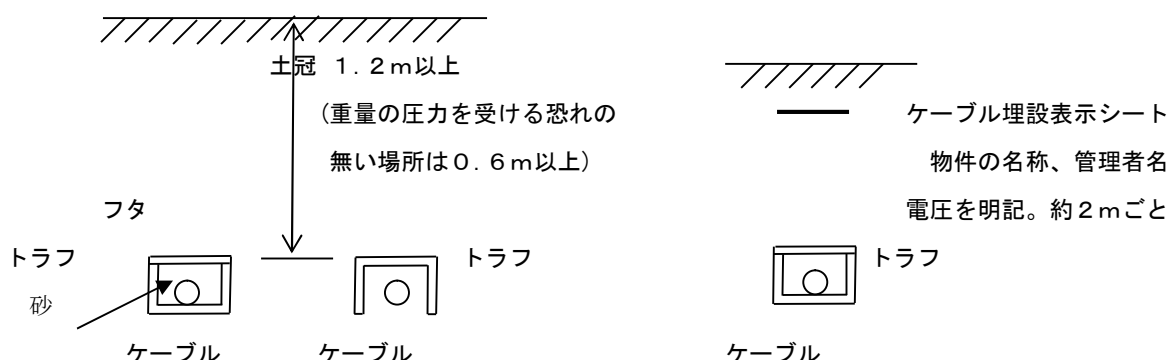 土冠 1.2m以上
(重量の圧力を受ける恐れの
無い場所は0.6m以上)
フタ
トラフ
砂
トラフ
ケーブル
ケーブル
ケーブル埋設表示シート
物件の名称、管理者名
電圧を明記。約2mごと
トラフ
ケーブル